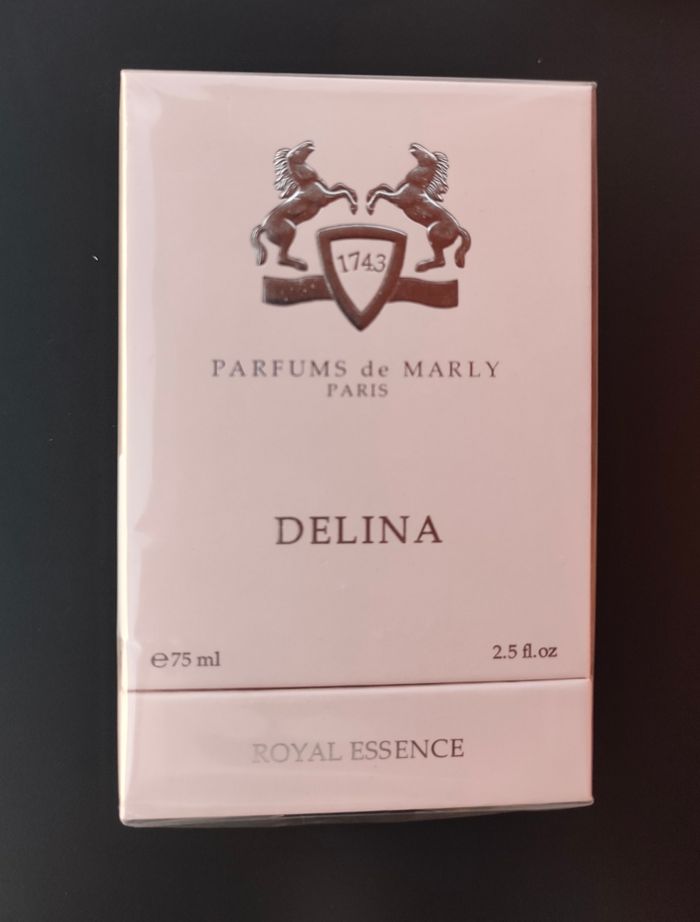 1743
PARFUMS de MARLY
PARIS
DELINA
℮75 ml
2.5 fl.oz
ROYAL ESSENCE